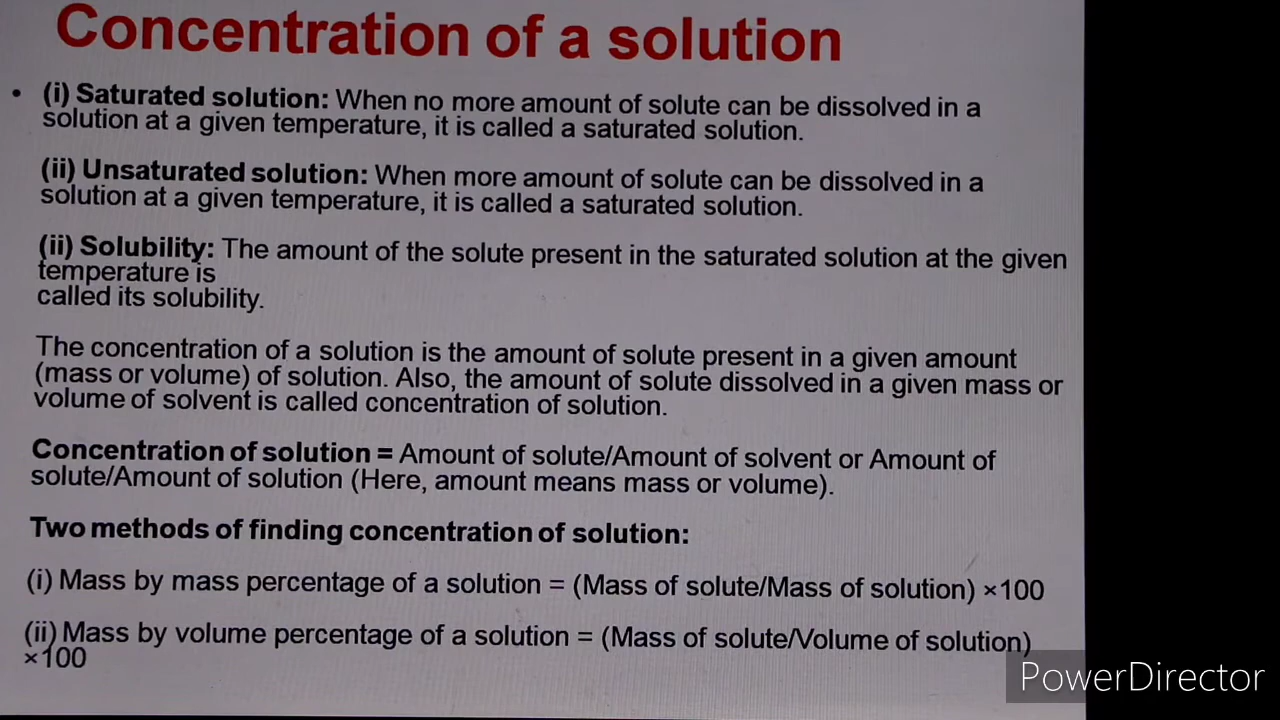 Concentration of a solution
• (i) Saturated solution: When no more amount of solute can be dissolved in a
solution at a given temperature, it is called a saturated solution.
(ii) Unsaturated solution: When more amount of solute can be dissolved in a
solution at a given temperature, it is called a saturated solution.
(ii) Solubility: The amount of the solute present in the saturated solution at the given
temperature is
called its solubility.
The concentration of a solution is the amount of solute present in a given amount
(mass or volume) of solution. Also, the amount of solute dissolved in a given mass or
volume of solvent is called concentration of solution.
Concentration of solution = Amount of solute/Amount of solvent or Amount of
solute/Amount of solution (Here, amount means mass or volume).
Two methods of finding concentration of solution:
(i) Mass by mass percentage of a solution = (Mass of solute/Mass of solution) ×100
(ii) Mass by volume percentage of a solution = (Mass of solute/Volume of solution)
×100
PowerDirector